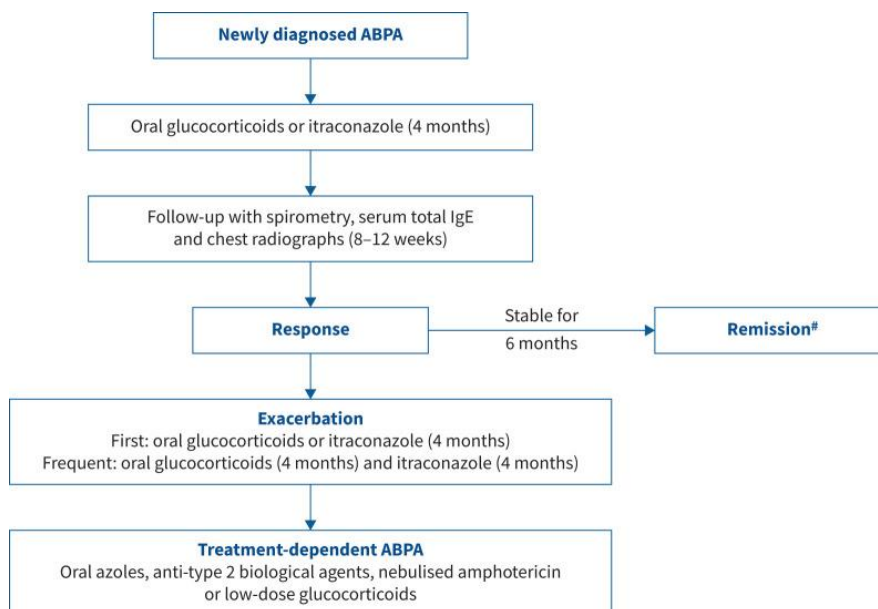 Newly diagnosed ABPA
Oral glucocorticoids or itraconazole (4 months)
Follow-up with spirometry, serum total IgE
and chest radiographs (8–12 weeks)
Response
Stable for
6 months
Remission#
Exacerbation
First: oral glucocorticoids or itraconazole (4 months)
Frequent: oral glucocorticoids (4 months) and itraconazole (4 months)
Treatment-dependent ABPA
Oral azoles, anti-type 2 biological agents, nebulised amphotericin
or low-dose glucocorticoids